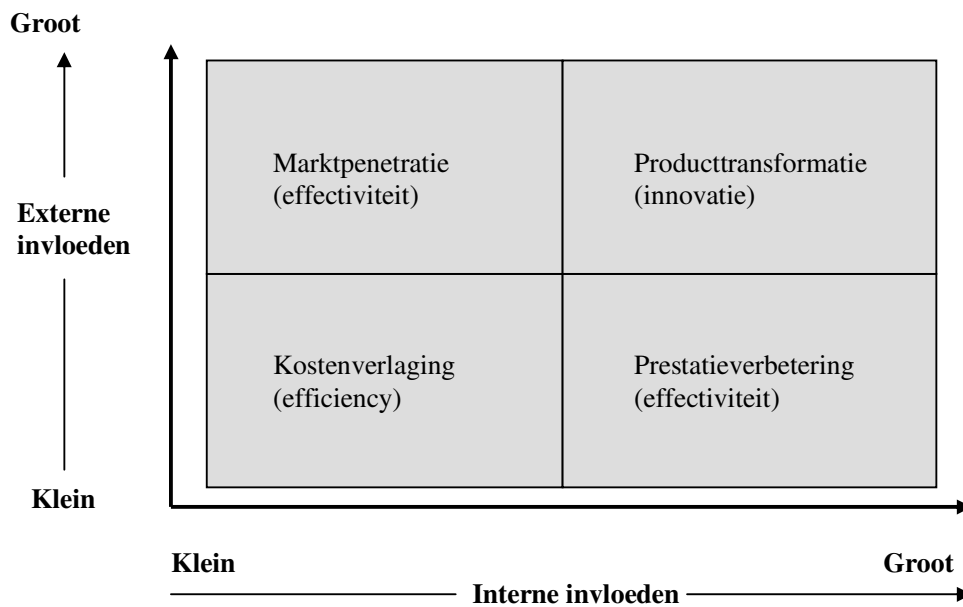 Groot
Marktpenetratie
(effectiviteit)
Producttransformatie
(innovatie)
Externe
invloeden
Kostenverlaging
(efficiency)
Prestatieverbetering
(effectiviteit)
Klein
Klein
Groot
Interne invloeden